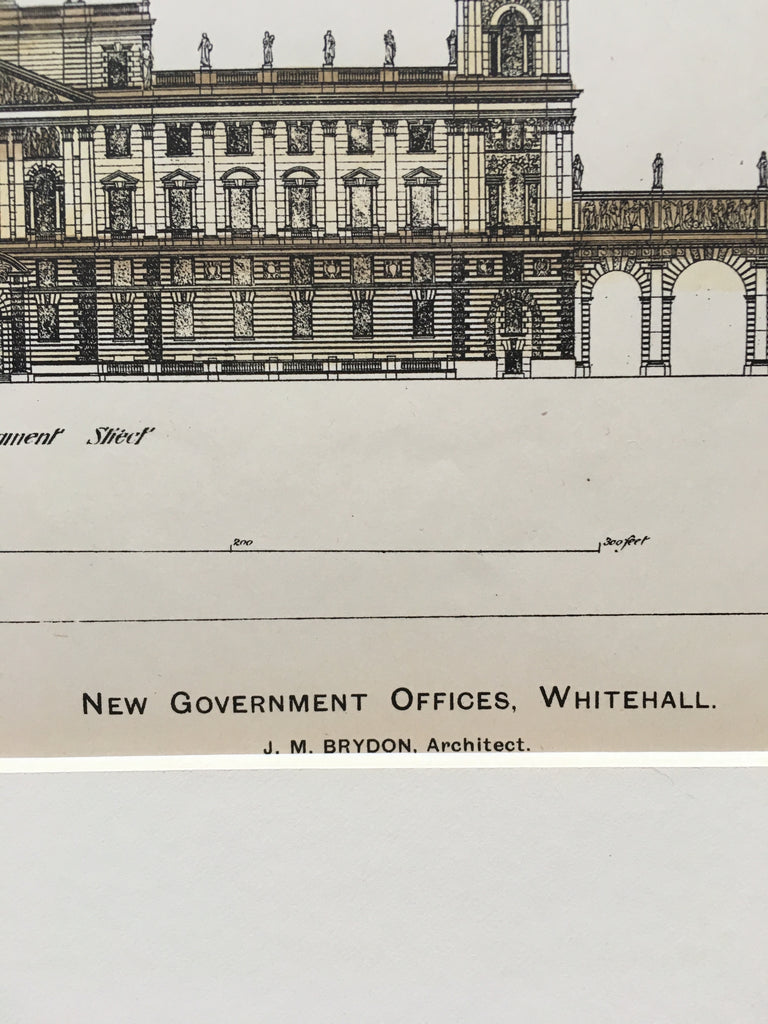 Street
200
300 feet
NEW GOVERNMENT OFFICES, WHITEHALL.
J. M. BRYDON, Architect.